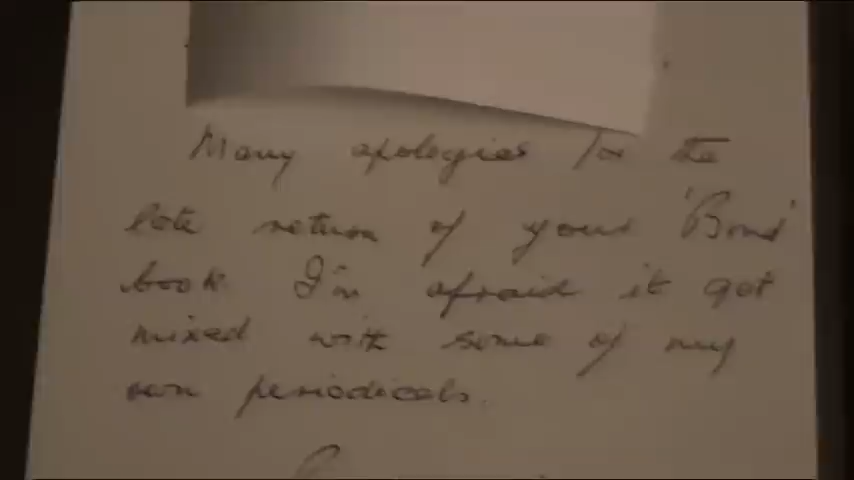 Many apologies for the
late return of your 'Bond'
book. I'm afraid it got
mixed with some of my
own periodicals.